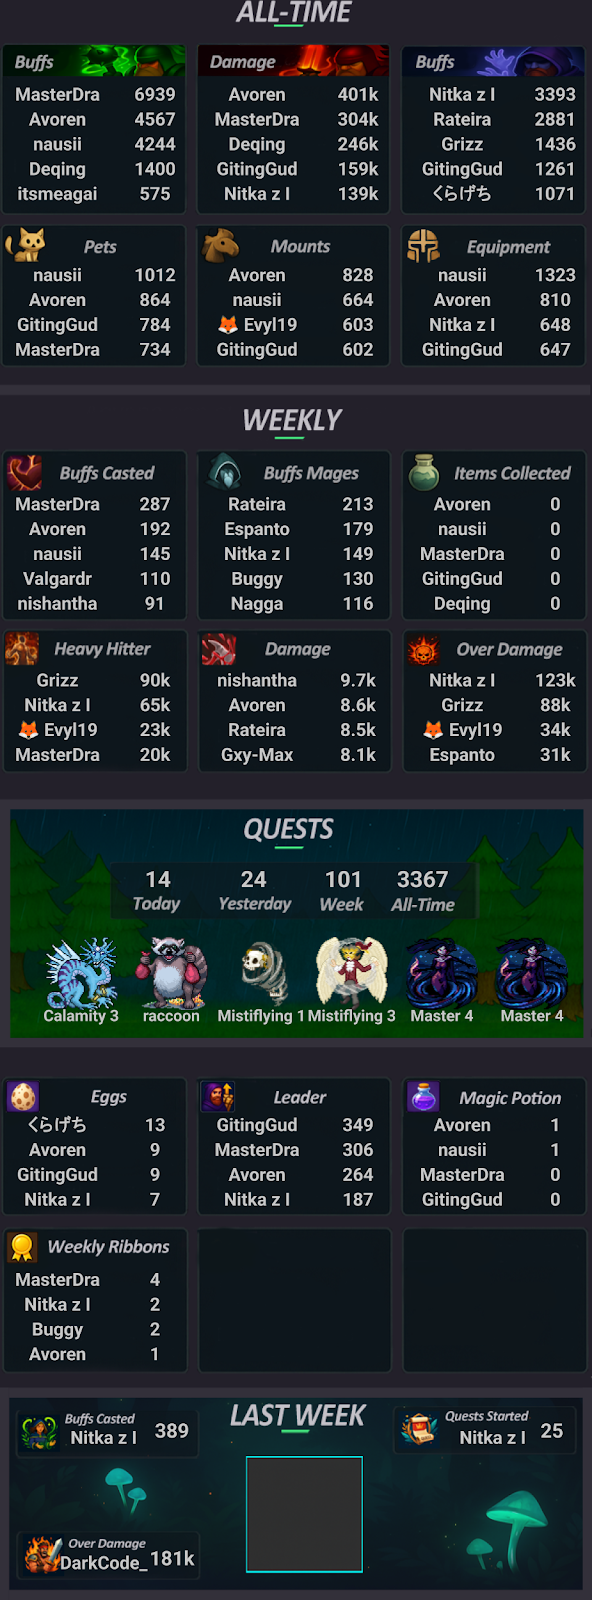 ALL-TIME
Buffs
MasterDra 6939
Avoren 4567
nausii 4244
Deqing 1400
itsmeagai 575
Damage
Avoren 401k
MasterDra 304k
Deqing 246k
GitingGud 159k
Nitka z I 139k
Buffs
Nitka z I 3393
Rateira 2881
Grizz 1436
GitingGud 1261
くらげち 1071
Pets
nausii 1012
Avoren 864
GitingGud 784
MasterDra 734
Mounts
Avoren 828
nausii 664
🦊 Evyl19 603
GitingGud 602
Equipment
nausii 1323
Avoren 810
Nitka z I 648
GitingGud 647
WEEKLY
Buffs Casted
MasterDra 287
Avoren 192
nausii 145
Valgardr 110
nishantha 91
Buffs Mages
Rateira 213
Espanto 179
Nitka z I 149
Buggy 130
Nagga 116
Items Collected
Avoren 0
nausii 0
MasterDra 0
GitingGud 0
Deqing 0
Heavy Hitter
Grizz 90k
Nitka z I 65k
🦊 Evyl19 23k
MasterDra 20k
Damage
nishantha 9.7k
Avoren 8.6k
Rateira 8.5k
Gxy-Max 8.1k
Over Damage
Nitka z I 123k
Grizz 88k
🦊 Evyl19 34k
Espanto 31k
QUESTS
14 24 101 3367
Today Yesterday Week All-Time
Calamity 3 raccoon Mistiflying 1 Mistiflying 3 Master 4 Master 4
Eggs
くらげち 13
Avoren 9
GitingGud 9
Nitka z I 7
Leader
GitingGud 349
MasterDra 306
Avoren 264
Nitka z I 187
Magic Potion
Avoren 1
nausii 1
MasterDra 0
GitingGud 0
Weekly Ribbons
MasterDra 4
Nitka z I 2
Buggy 2
Avoren 1
LAST WEEK
Buffs Casted
Nitka z I 389
Quests Started
Nitka z I 25
Over Damage
DarkCode_ 181k